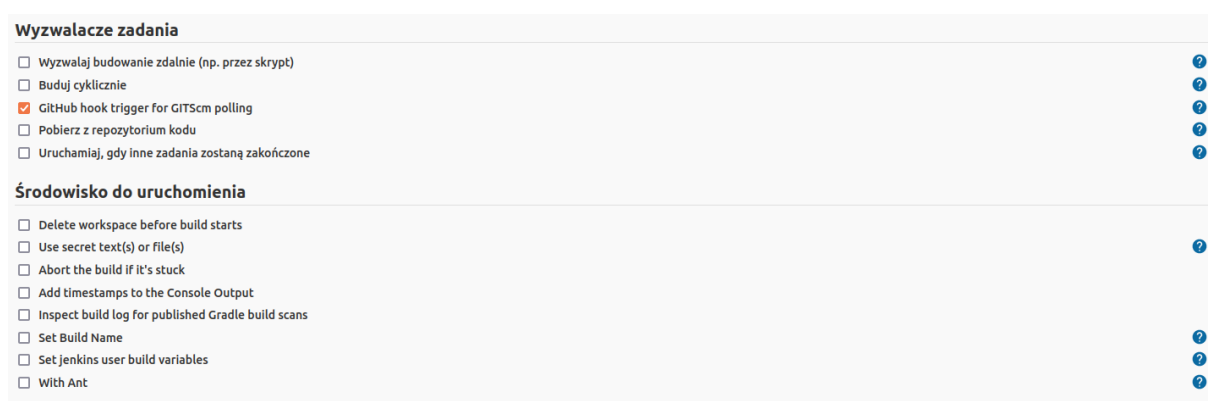 Wyzwalacze zadania
Wyzwalaj budowanie zdalnie (np. przez skrypt)
Buduj cyklicznie
GitHub hook trigger for GITScm polling
Pobierz z repozytorium kodu
Uruchamiaj, gdy inne zadania zostaną zakończone
Środowisko do uruchomienia
Delete workspace before build starts
Use secret text(s) or file(s)
Abort the build if it's stuck
Add timestamps to the Console Output
Inspect build log for published Gradle build scans
Set Build Name
Set jenkins user build variables
With Ant